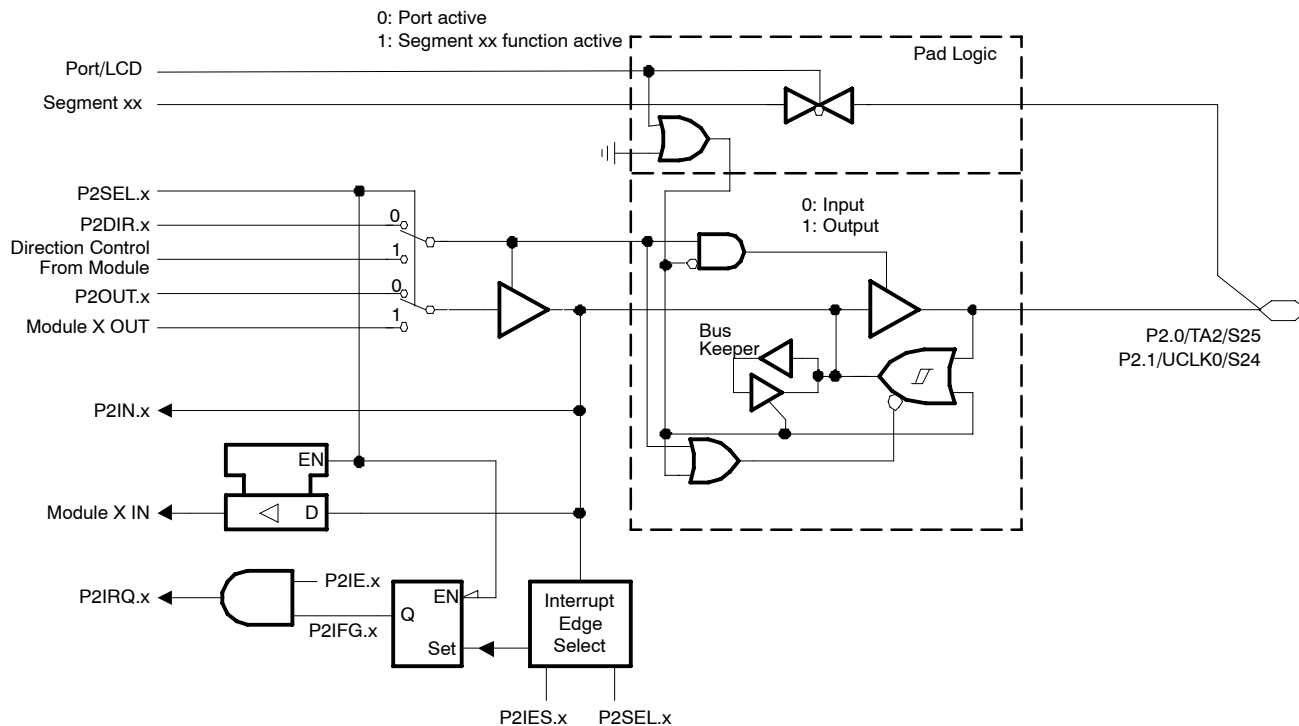 0: Port active
1: Segment xx function active
Pad Logic
Port/LCD
Segment xx
P2SEL.x
P2DIR.x
0
Direction Control
From Module
1
P2OUT.x
0
Module X OUT
1
0: Input
1: Output
Bus
Keeper
P2.0/TA2/S25
P2.1/UCLK0/S24
P2IN.x
EN
Module X IN
D
P2IRQ.x
P2IE.x
P2IFG.x
EN
Q
Set
Interrupt
Edge
Select
P2IES.x
P2SEL.x